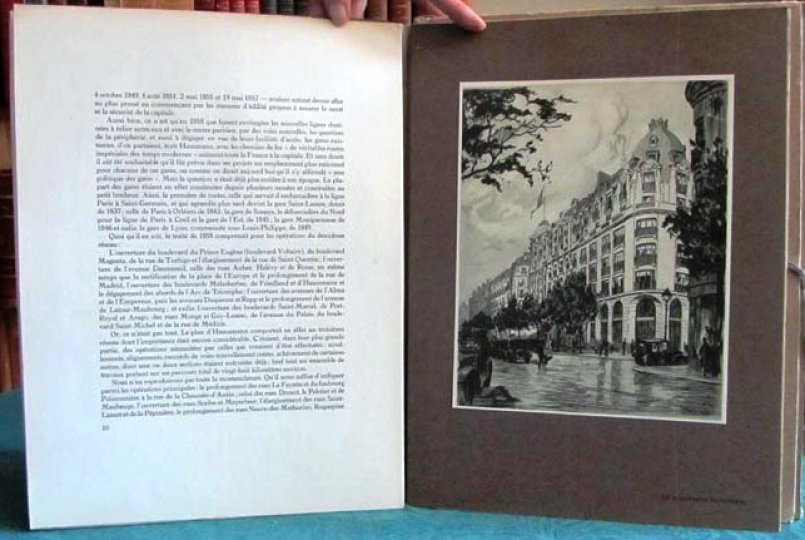 4 octobre 1849, 4 août 1851, 2 mai 1855 et 19 mai 1857 — avaient estimé devoir aller
au plus pressé en commençant par les mesures d'édilité propres à assurer la santé
et la sécurité de la capitale.
Aussi bien, ce n'est qu'en 1858 que furent envisagées les nouvelles lignes desti-
nées à relier entre eux et avec le centre parisien, par des voies nouvelles, les quartiers
de la périphérie, et aussi à dégager, en vue de leurs facilités d'accès, les gares exis-
tantes, d'où partaient, écrit Haussmann, avec les chemins de fer « de véritables routes
impériales des temps modernes » unissant toute la France à la capitale. Et sans doute
il eût été souhaitable qu'il fût prévu dans ses projets un emplacement plus rationnel
pour chacune de ces gares, ou comme on dirait aujourd'hui qu'il s'y affirmât « une
politique des gares ». Mais la question n'était déjà plus entière à son époque. La plu-
part des gares étaient en effet construites depuis plusieurs années et construites au
petit bonheur. Ainsi, la première de toutes, celle qui servait d'embarcadère à la ligne
Paris à Saint-Germain, et qui agrandie plus tard devint la gare Saint-Lazare, datait
de 1837 ; celle de Paris à Orléans de 1843, la gare de Sceaux, le débarcadère du Nord
pour la ligne de Paris à Creil et la gare de l'Est, de 1845 ; la gare Montparnasse de
1846 et enfin la gare de Lyon, commencée sous Louis-Philippe, de 1849.
Quoi qu'il en soit, le traité de 1858 comprenait pour les opérations du deuxième
réseau :
L'ouverture du boulevard du Prince Eugène (boulevard Voltaire), du boulevard
Magenta, de la rue de Turbigo et l'élargissement de la rue de Saint-Quentin ; l'ouver-
ture de l'avenue Daumesnil, celle des rues Auber, Halévy et de Rouen, en même
temps que la rectification de la place de l'Europe et le prolongement de la rue de
Madrid, l'ouverture des boulevards Malesherbes, de Friedland et d'Haussmann et
le dégagement des abords de l'Arc de Triomphe ; l'ouverture des avenues de l'Alma
et de l'Empereur, puis les avenues Duquesne et Rapp et le prolongement de l'avenue
de Latour-Maubourg ; et enfin l'ouverture des boulevards Saint-Marcel, de Port-
Royal et Arago, des rues Monge et Gay-Lussac, de l'avenue du Palais, du boule-
vard Saint-Michel et de la rue de Médicis.
Or, ce n'était pas tout. Le plan d'Haussmann comportait en effet un troisième
réseau dont l'importance était encore considérable. C'étaient, dans leur plus grande
partie, des opérations nécessitées par celles qui venaient d'être effectuées :
lements, alignements, raccords de voies nouvellement créées, achèvement de certaines
autres, dont une ou deux sections étaient exécutées déjà ; bref tout un ensemble de
travaux portant sur un parcours total de vingt-huit kilomètres environ.
Nous n'en reproduirons pas toute la nomenclature. Qu'il nous suffise d'indiquer
parmi les opérations principales : le prolongement des rues La Fayette et du faubourg
Poissonnière à la rue de la Chaussée-d'Antin ; celui des rues Drouot, le Peletier et de
Maubeuge, l'ouverture des rues Scribe et Meyerbeer, l'élargissement des rues Saint-
Lazare et de la Pépinière, le prolongement des rues Neuve-des-Mathurins, Roquépine
10